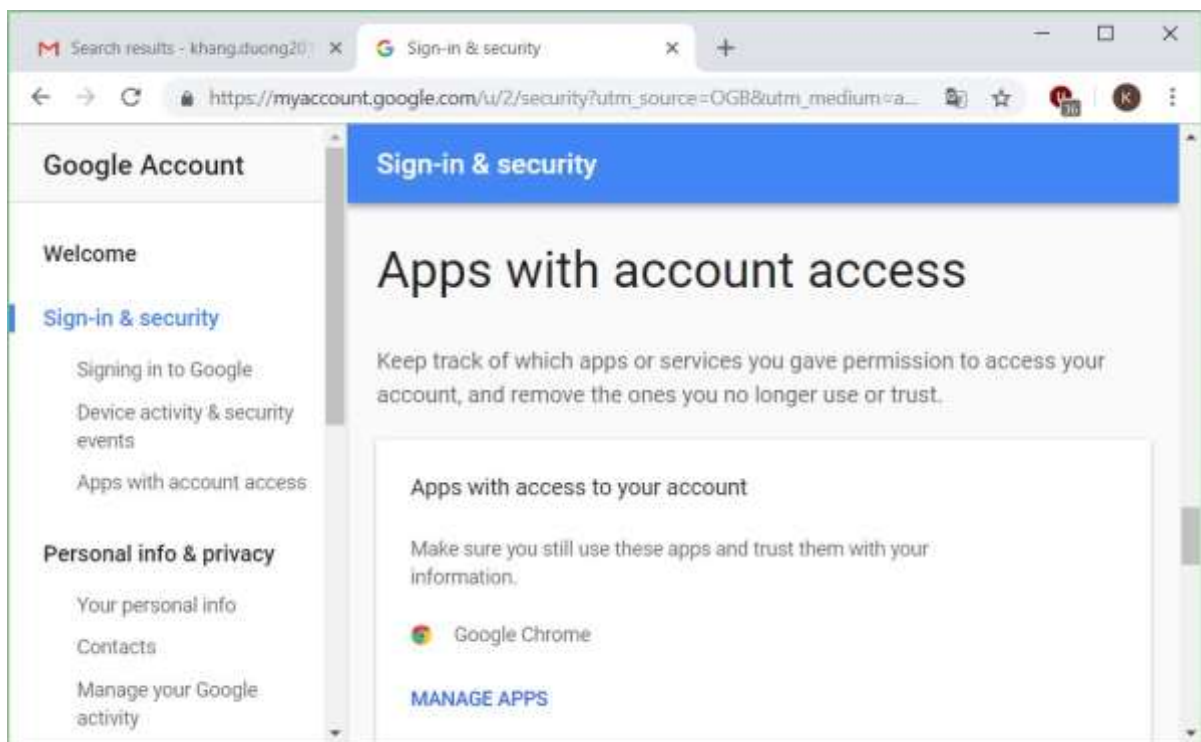 Search results - khang.duong201
Sign-in & security
https://myaccount.google.com/u/2/security?utm_source=OGB&utm_medium=a...
36
K
Google Account
Welcome
Sign-in & security
Signing in to Google
Device activity & security
events
Apps with account access
Personal info & privacy
Your personal info
Contacts
Manage your Google
activity
Sign-in & security
Apps with account access
Keep track of which apps or services you gave permission to access your
account, and remove the ones you no longer use or trust.
Apps with access to your account
Make sure you still use these apps and trust them with your
information.
Google Chrome
MANAGE APPS